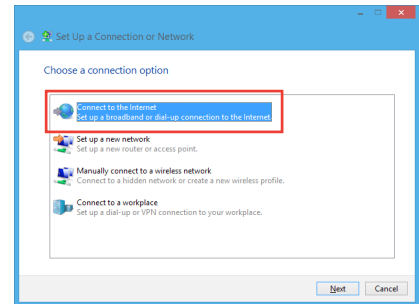 Set Up a Connection or Network
Choose a connection option
Connect to the Internet
Set up a broadband or dial-up connection to the Internet.
Set up a new network
Set up a new router or access point.
Manually connect to a wireless network
Connect to a hidden network or create a new wireless profile.
Connect to a workplace
Set up a dial-up or VPN connection to your workplace.
Next Cancel